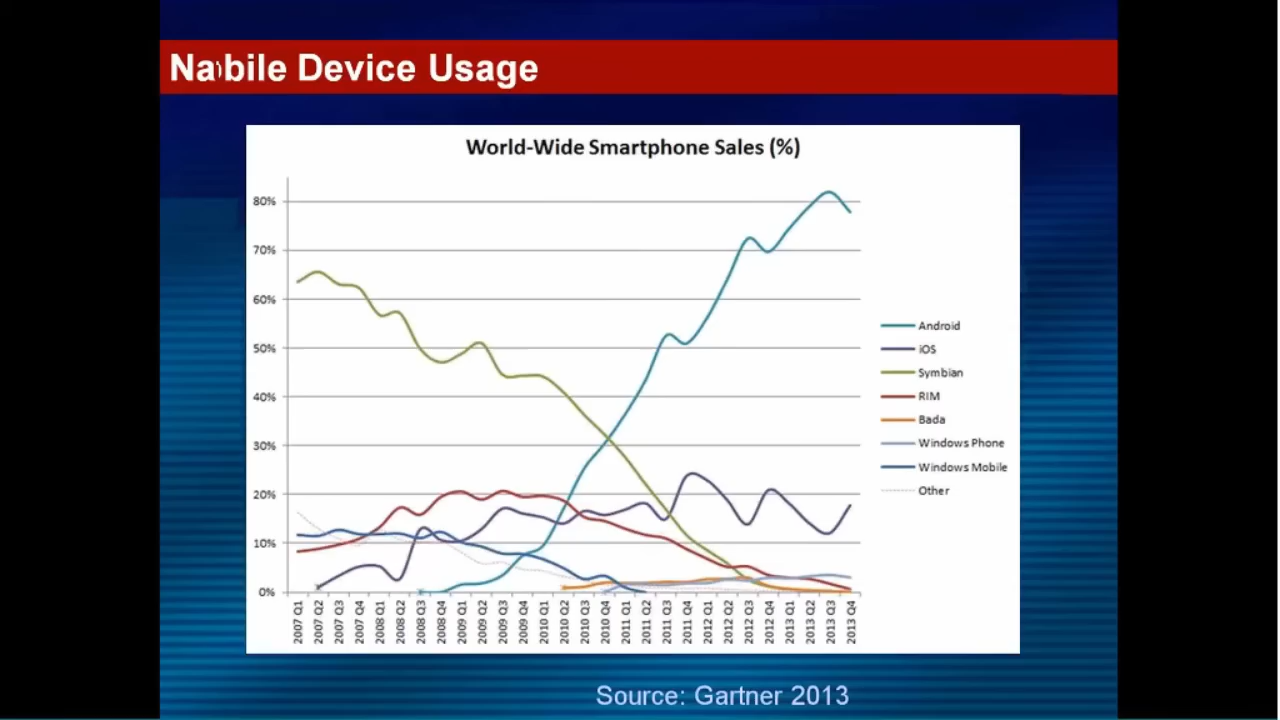 Nabile Device Usage
World-Wide Smartphone Sales (%)
80%
70%
60%
50%
40%
30%
20%
10%
0%
2007 Q1
2007 Q2
2007 Q3
2007 Q4
2008 Q1
2008 Q2
2008 Q3
2008 Q4
2009 Q1
2009 Q2
2009 Q3
2009 Q4
2010 Q1
2010 Q2
2010 Q3
2010 Q4
2011 Q1
2011 Q2
2011 Q3
2011 Q4
2012 Q1
2012 Q2
2012 Q3
2012 Q4
2013 Q1
2013 Q2
2013 Q3
2013 Q4
Android
iOS
Symbian
RIM
Bada
Windows Phone
Windows Mobile
Other
Source: Gartner 2013